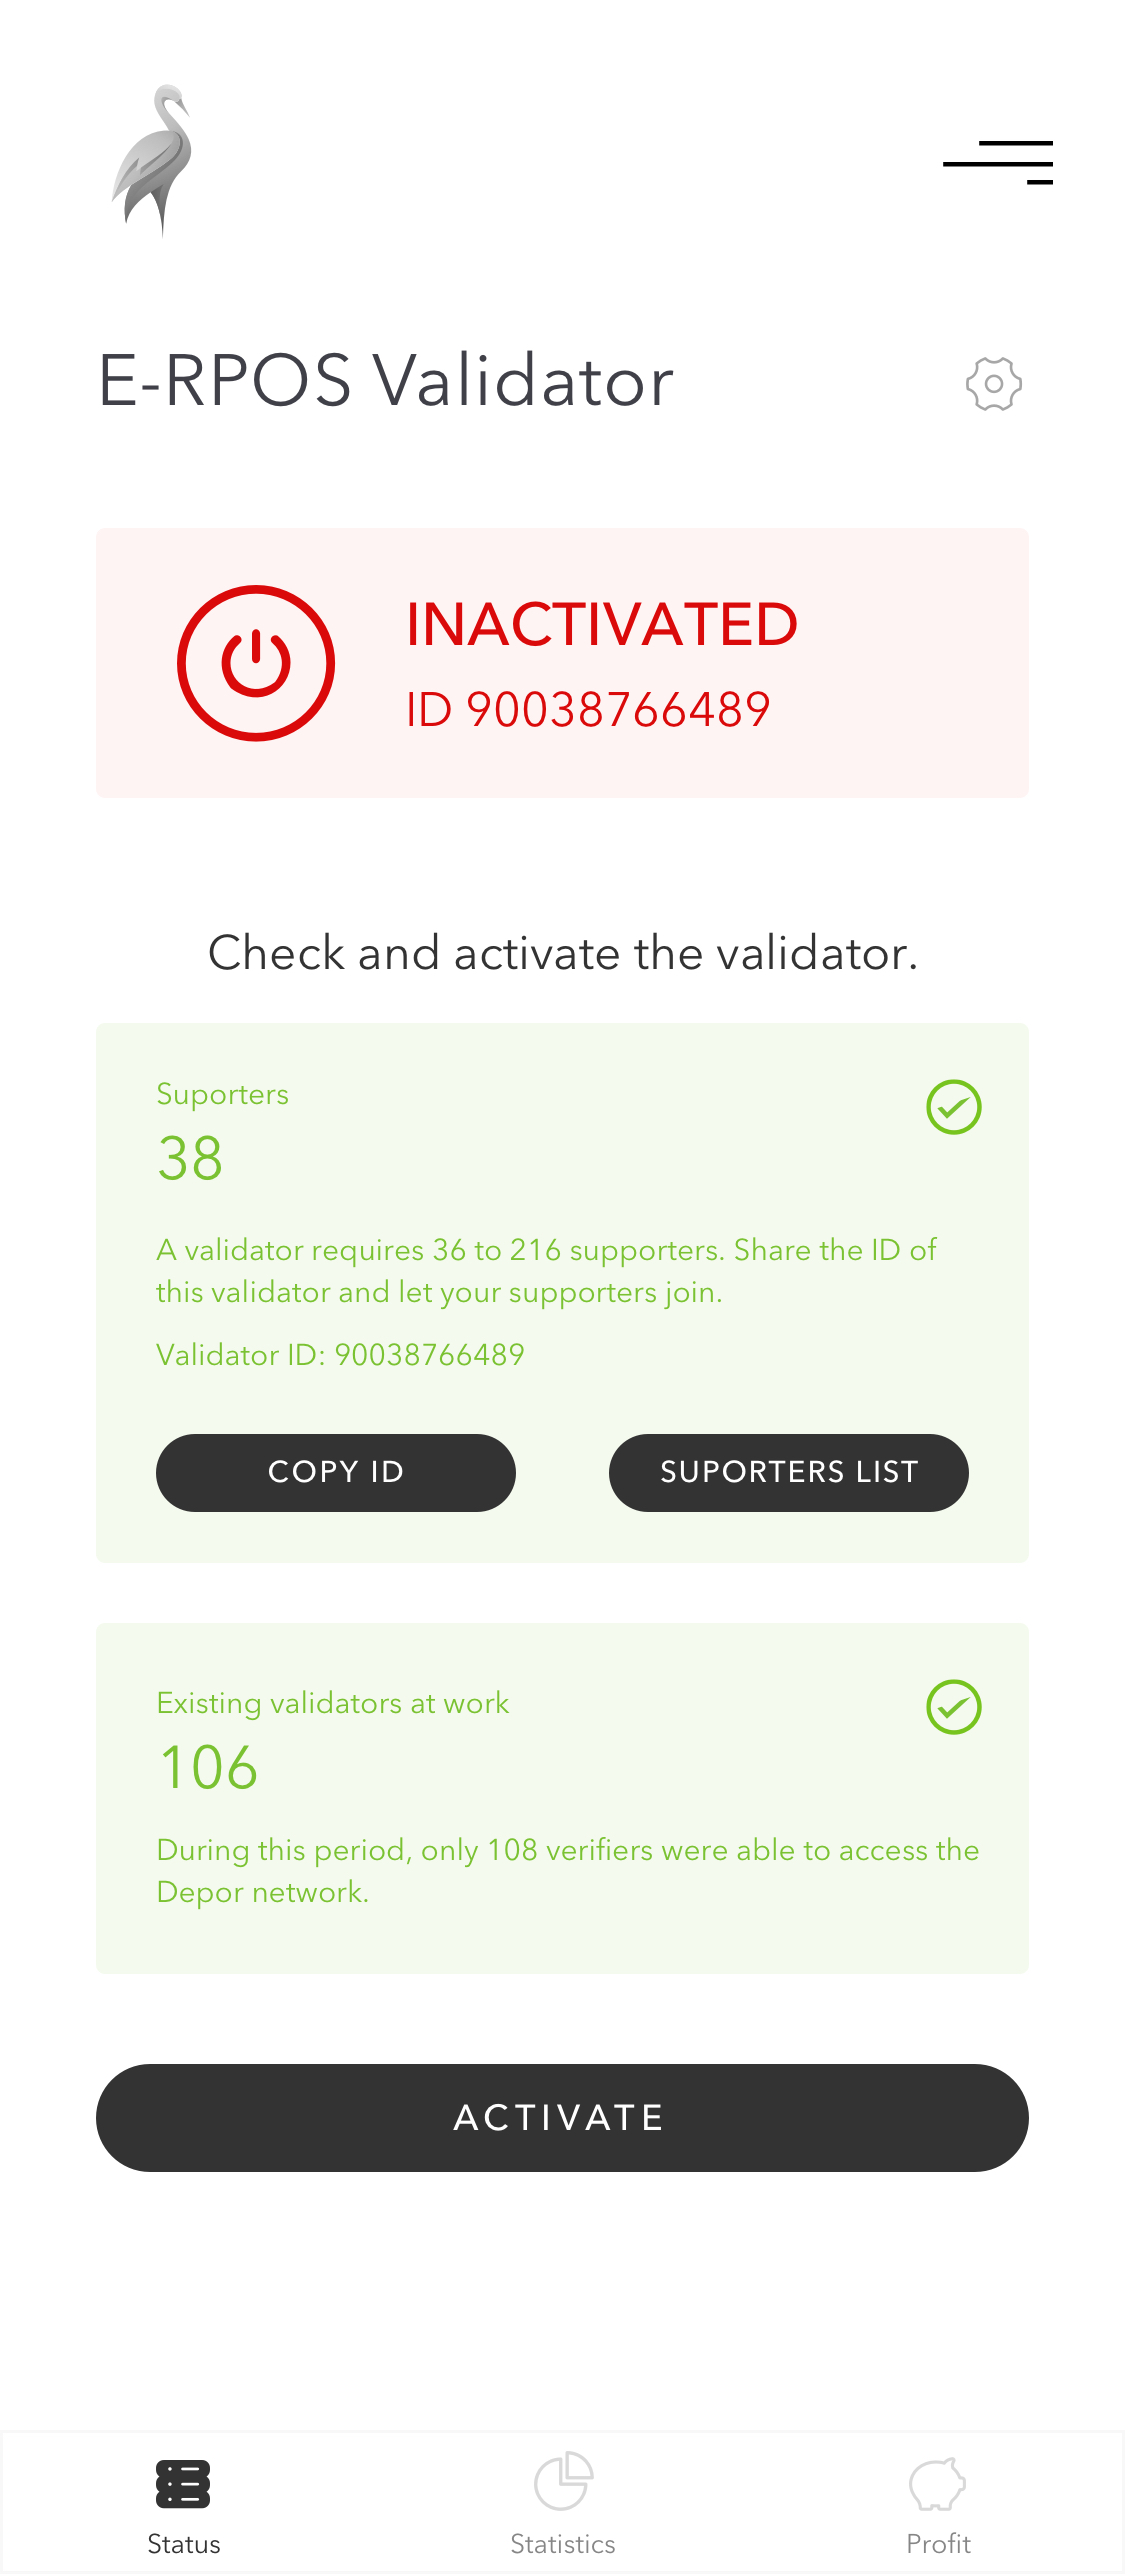 E-RPOS Validator
INACTIVATED
ID 90038766489
Check and activate the validator.
Suporters
38
A validator requires 36 to 216 supporters. Share the ID of
this validator and let your supporters join.
Validator ID: 90038766489
COPY ID
SUPORTERS LIST
Existing validators at work
106
During this period, only 108 verifiers were able to access the
Depor network.
ACTIVATE
Status
Statistics
Profit